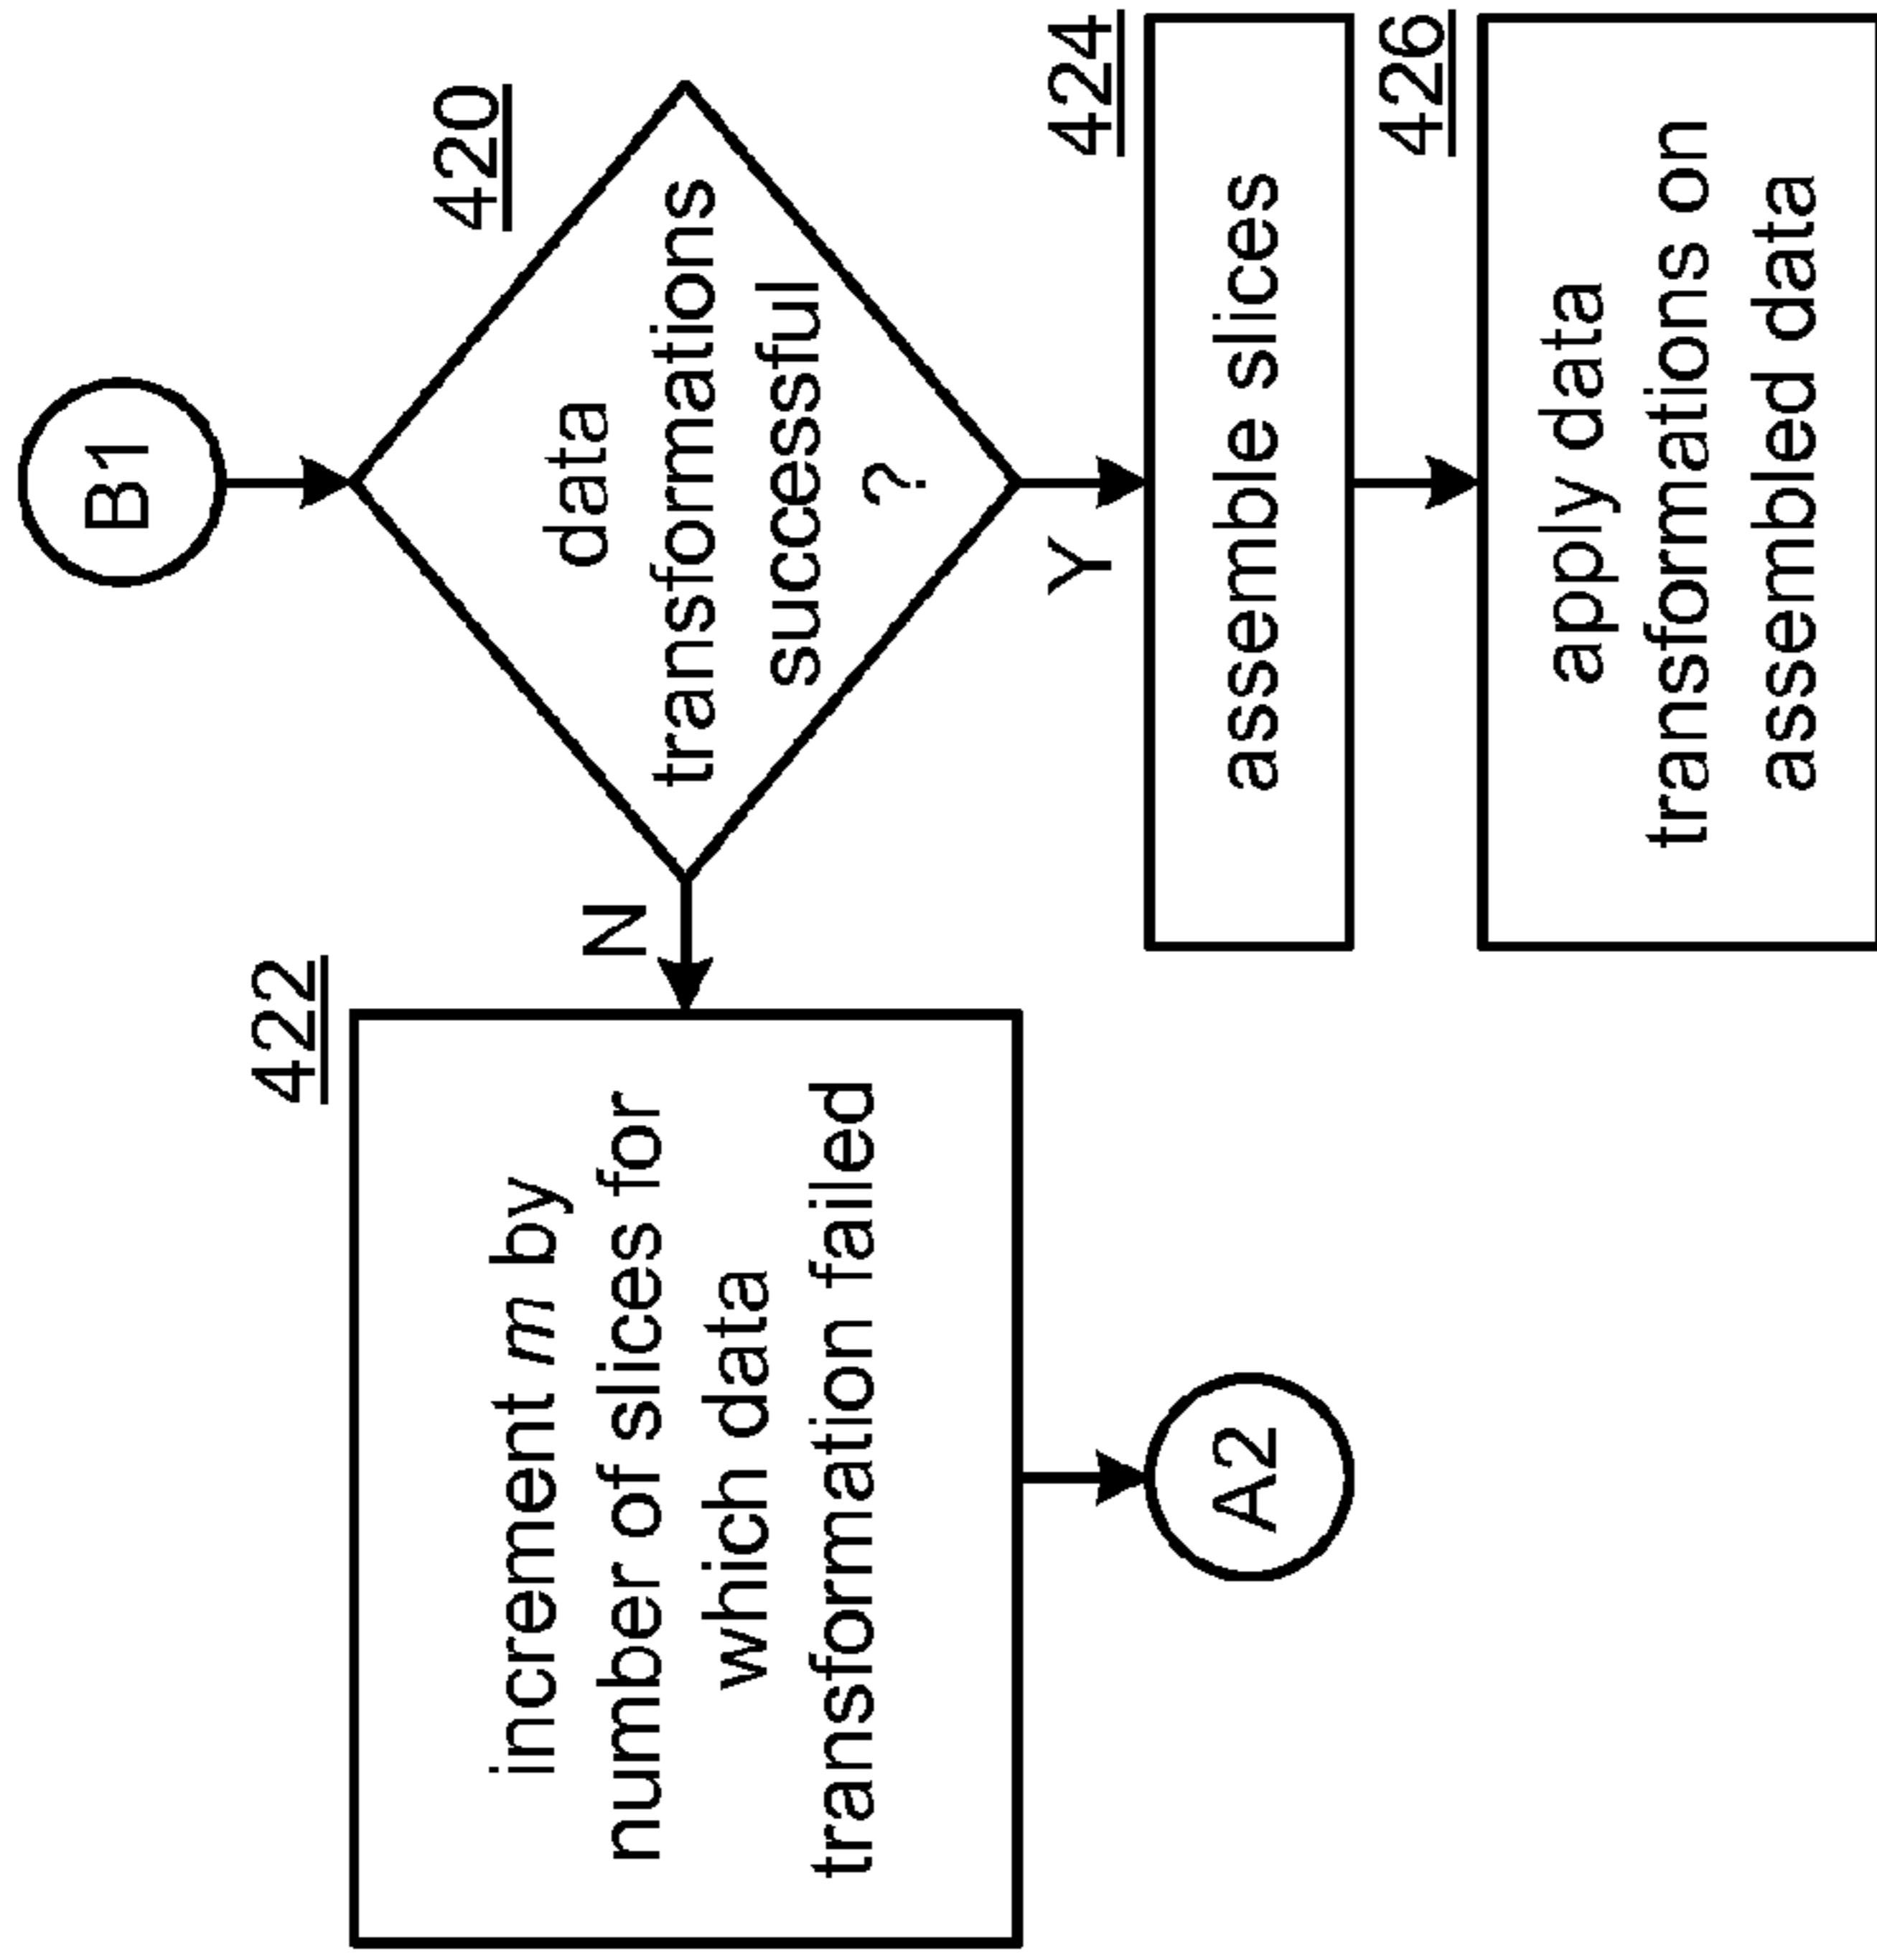 B1
420
data
transformations
successful
?
N
Y
422
increment m by
number of slices for
which data
transformation failed
A2
424
assemble slices
426
apply data
transformations on
assembled data